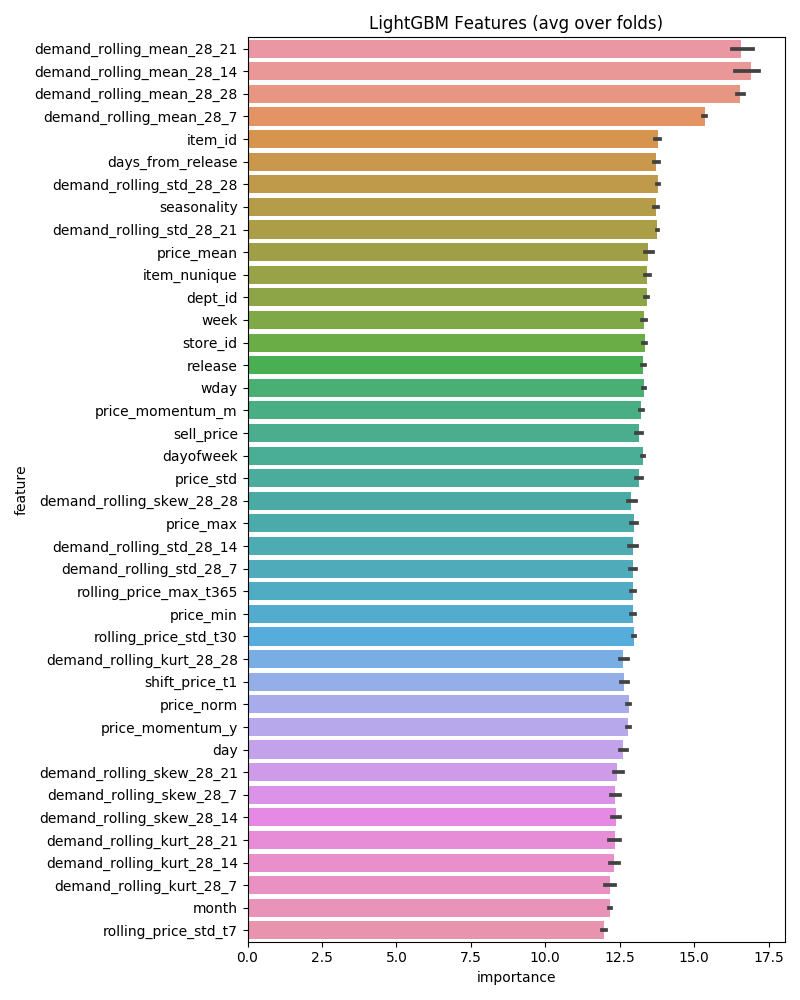 LightGBM Features (avg over folds)
demand_rolling_mean_28_21
demand_rolling_mean_28_14
demand_rolling_mean_28_28
demand_rolling_mean_28_7
item_id
days_from_release
demand_rolling_std_28_28
seasonality
demand_rolling_std_28_21
price_mean
item_nunique
dept_id
week
store_id
release
wday
price_momentum_m
sell_price
dayofweek
price_std
demand_rolling_skew_28_28
price_max
demand_rolling_std_28_14
demand_rolling_std_28_7
rolling_price_max_t365
price_min
rolling_price_std_t30
demand_rolling_kurt_28_28
shift_price_t1
price_norm
price_momentum_y
day
demand_rolling_skew_28_21
demand_rolling_skew_28_7
demand_rolling_skew_28_14
demand_rolling_kurt_28_21
demand_rolling_kurt_28_14
demand_rolling_kurt_28_7
month
rolling_price_std_t7
feature
0.0 2.5 5.0 7.5 10.0 12.5 15.0 17.5
importance